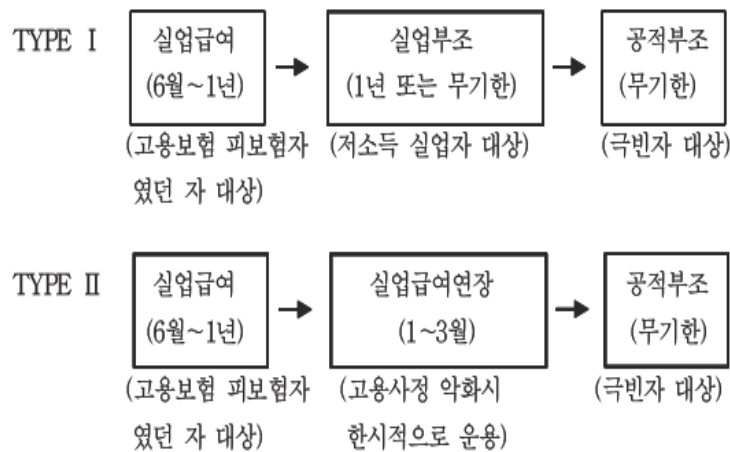 TYPE Ⅰ
실업급여
(6월~1년)
실업부조
(1년 또는 무기한)
공적부조
(무기한)
(고용보험 피보험자
였던 자 대상)
(저소득 실업자 대상)
(극빈자 대상)
TYPE Ⅱ
실업급여
(6월~1년)
실업급여연장
(1~3월)
공적부조
(무기한)
(고용보험 피보험자
였던 자 대상)
(고용사정 악화시
한시적으로 운용)
(극빈자 대상)